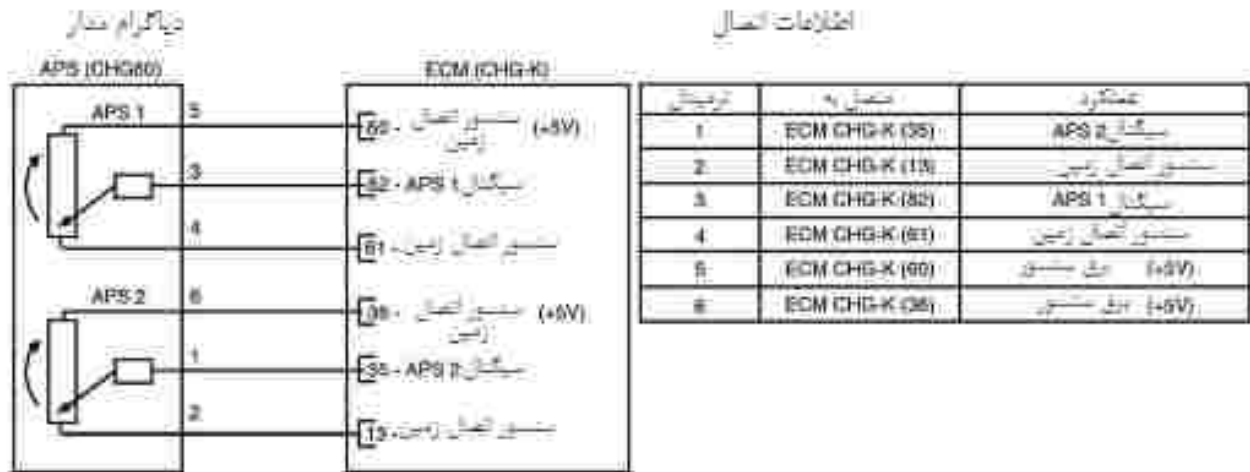 دیاگرام مدار
اطلاعات اتصال
APS (CHG80)
ECM (CHG-K)
APS 1
5
60 - سنسور اتصال زمین (+5V)
3
82 - APS 1 سیگنال
4
61 - سنسور اتصال زمین
APS 2
6
36 - سنسور اتصال زمین (+5V)
1
35 - APS 2 سیگنال
2
13 - سنسور اتصال زمین
ترمینال متصل به عملکرد
1 ECM CHG-K (35) سیگنال APS 2
2 ECM CHG-K (13) سنسور اتصال زمین
3 ECM CHG-K (82) سیگنال APS 1
4 ECM CHG-K (61) سنسور اتصال زمین
5 ECM CHG-K (60) برق سنسور (+5V)
6 ECM CHG-K (36) برق سنسور (+5V)